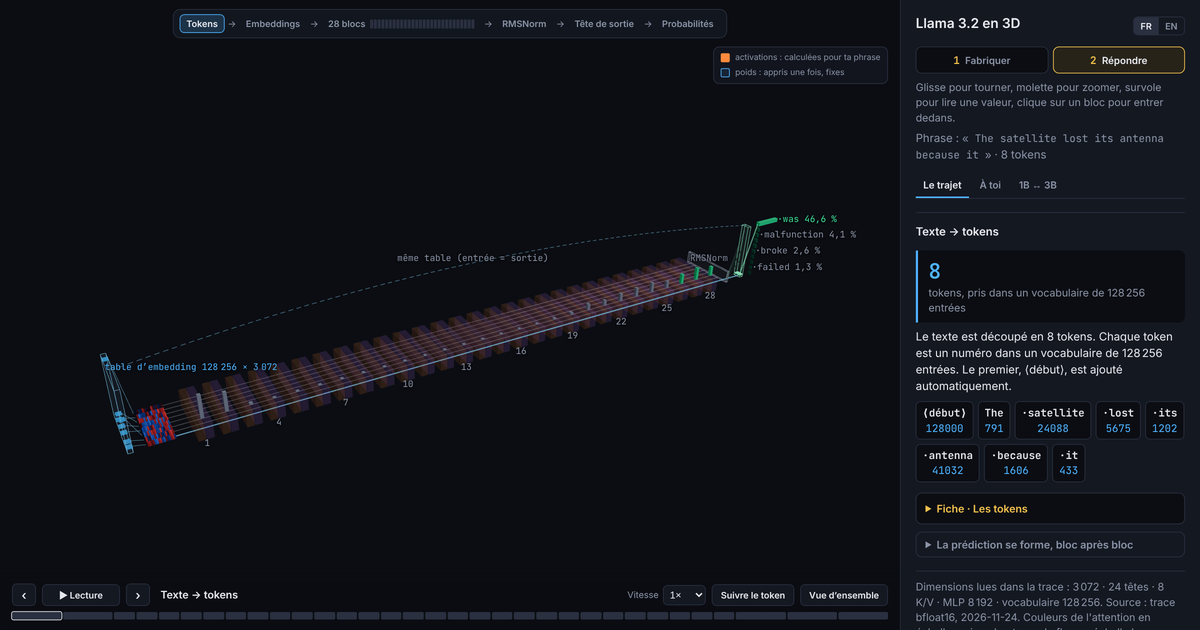 Tokens → Embeddings → 28 blocs → RMSNorm → Tête de sortie → Probabilités
activations : calculées pour ta phrase
poids : appris une fois, fixes
même table (entrée = sortie)
·was 46,6 %
·malfunction 4,1 %
·broke 2,6 %
·failed 1,3 %
RMSNorm
table d'embedding 128 256 × 3 072
1
4
7
10
13
16
19
22
25
28
‹ ▶ Lecture › Texte → tokens
Vitesse 1× Suivre le token Vue d'ensemble
Llama 3.2 en 3D
FR EN
1 Fabriquer
2 Répondre
Glisse pour tourner, molette pour zoomer, survole
pour lire une valeur, clique sur un bloc pour entrer
dedans.
Phrase : « The satellite lost its antenna
because it » · 8 tokens
Le trajet À toi 1B ↔ 3B
Texte → tokens
8
tokens, pris dans un vocabulaire de 128 256
entrées
Le texte est découpé en 8 tokens. Chaque token
est un numéro dans un vocabulaire de 128 256
entrées. Le premier, ⟨début⟩, est ajouté
automatiquement.
⟨début⟩ The ·satellite ·lost ·its
128000 791 24088 5675 1202
·antenna ·because ·it
41032 1606 433
▶ Fiche · Les tokens
▶ La prédiction se forme, bloc après bloc
Dimensions lues dans la trace : 3 072 · 24 têtes · 8
K/V · MLP 8 192 · vocabulaire 128 256. Source : trace
bfloat16, 2026-11-24. Couleurs de l'attention en